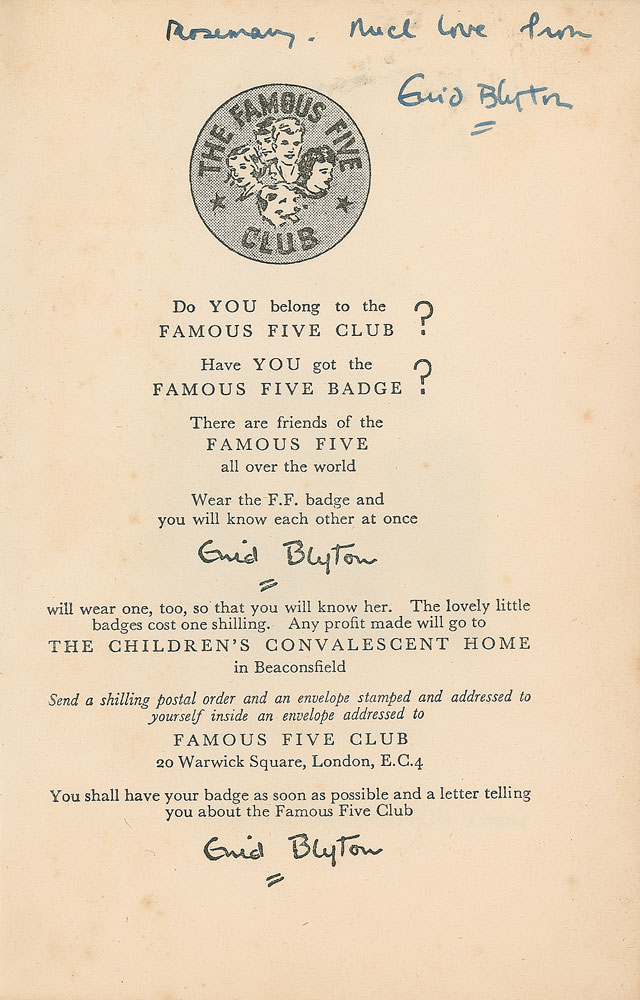 Rosemary. Much love from
Enid Blyton
THE FAMOUS FIVE
CLUB
Do YOU belong to the
FAMOUS FIVE CLUB ?
Have YOU got the
FAMOUS FIVE BADGE ?
There are friends of the
FAMOUS FIVE
all over the world
Wear the F.F. badge and
you will know each other at once
Enid Blyton
will wear one, too, so that you will know her. The lovely little
badges cost one shilling. Any profit made will go to
THE CHILDREN'S CONVALESCENT HOME
in Beaconsfield
Send a shilling postal order and an envelope stamped and addressed to
yourself inside an envelope addressed to
FAMOUS FIVE CLUB
20 Warwick Square, London, E.C.4
You shall have your badge as soon as possible and a letter telling
you about the Famous Five Club
Enid Blyton